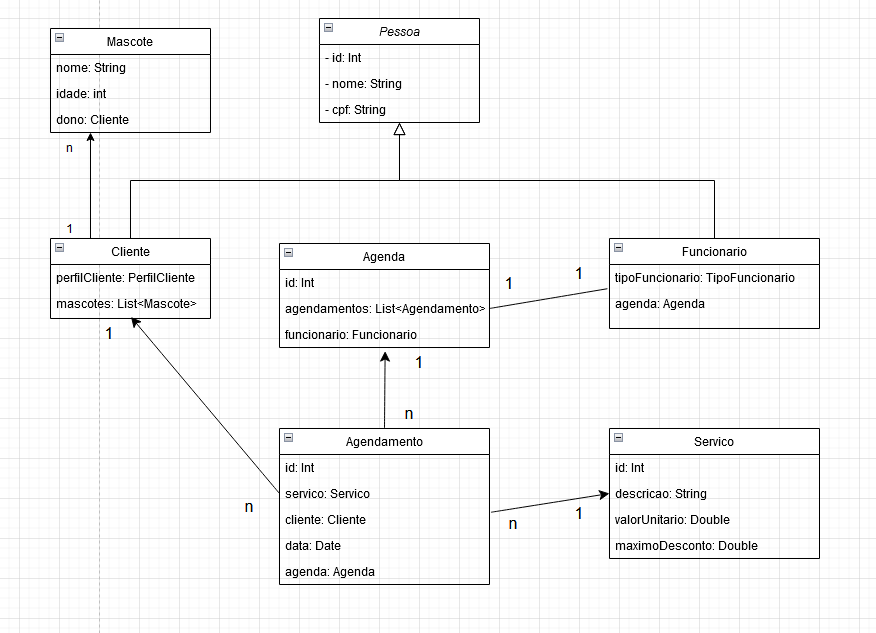 Mascote
nome: String
idade: int
dono: Cliente
Pessoa
- id: Int
- nome: String
- cpf: String
n
1
Cliente
perfilCliente: PerfilCliente
mascotes: List<Mascote>
1
Agenda
id: Int
agendamentos: List<Agendamento>
funcionario: Funcionario
1
1
Funcionario
tipoFuncionario: TipoFuncionario
agenda: Agenda
1
n
Agendamento
id: Int
servico: Servico
cliente: Cliente
data: Date
agenda: Agenda
n
n
1
Servico
id: Int
descricao: String
valorUnitario: Double
maximoDesconto: Double